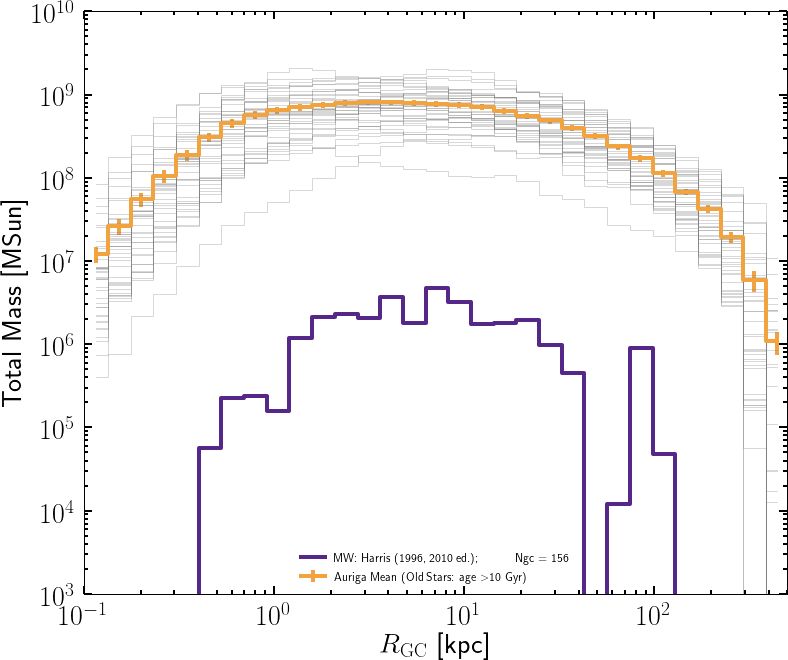 10^10
10^9
10^8
10^7
10^6
10^5
10^4
10^3
Total Mass [MSun]
MW: Harris (1996, 2010 ed.); Ngc = 156
Auriga Mean (Old Stars: age >10 Gyr)
10^−1 10^0 10^1 10^2
R_GC [kpc]